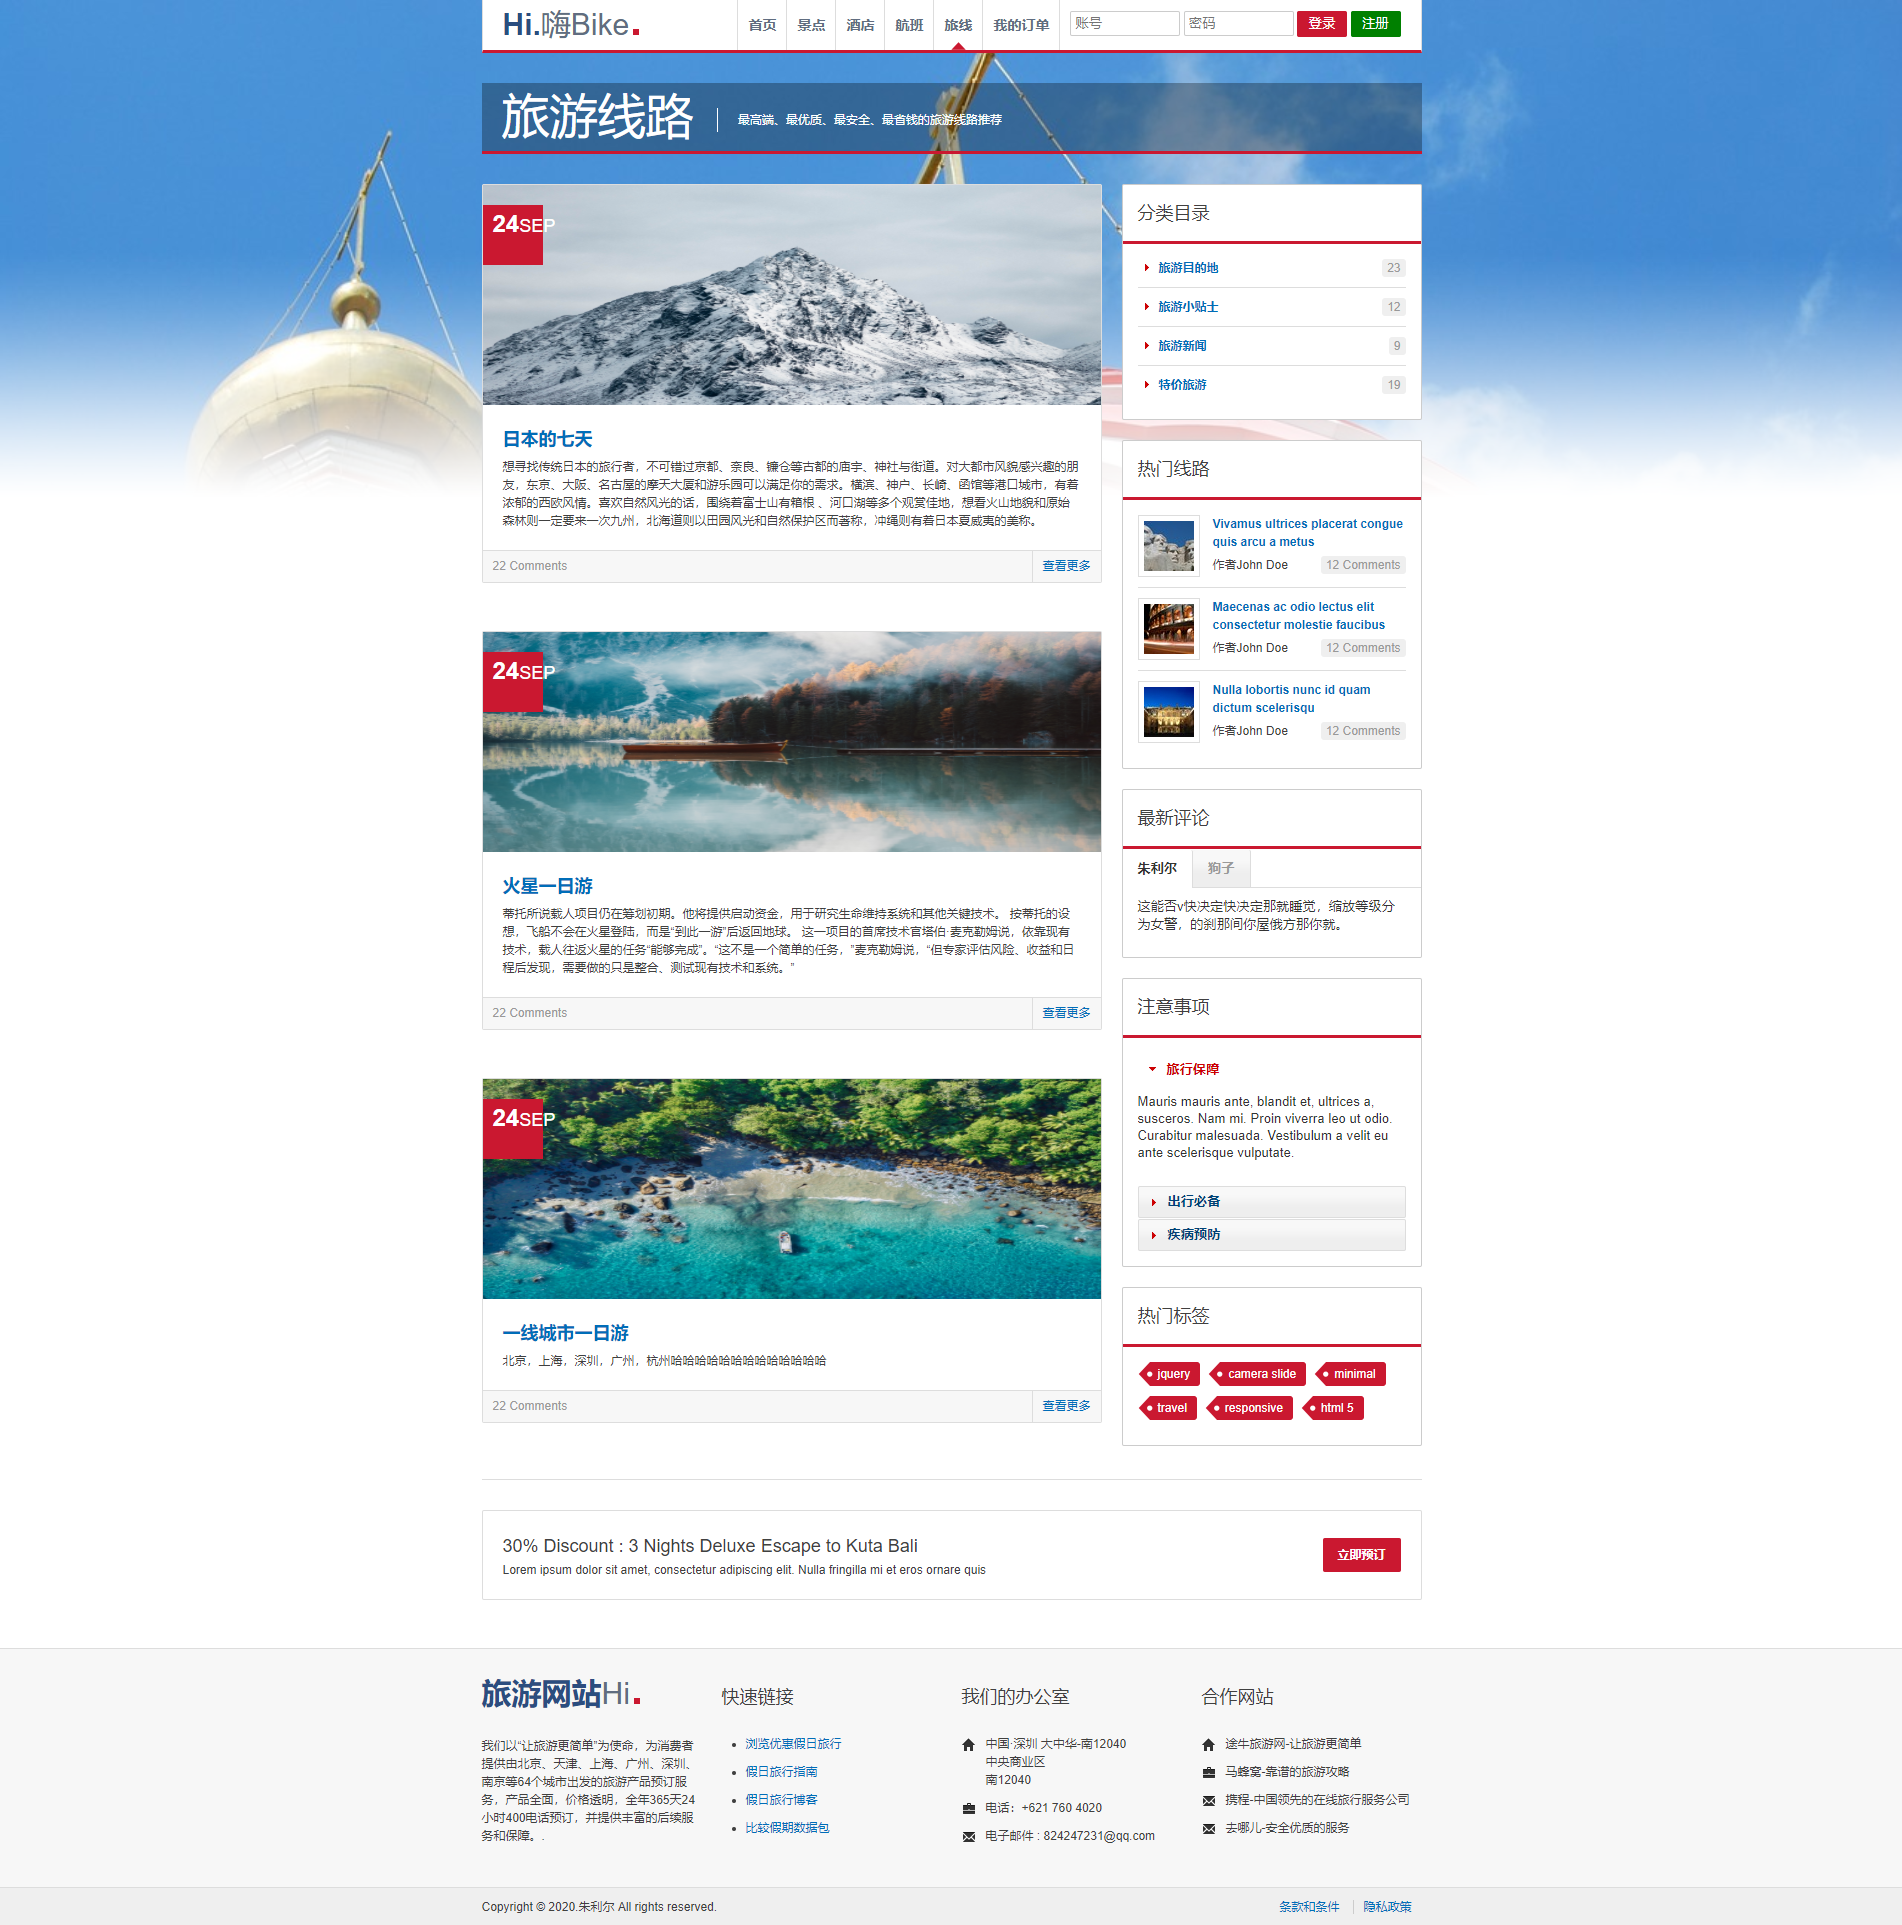 Hi.嗨Bike.
首页 景点 酒店 航班 旅线 我的订单 账号 密码 登录 注册
旅游线路 最高端、最优质、最安全、最省钱的旅游线路推荐
24SEP
日本的七天
想寻找传统日本的旅行者，不可错过京都、奈良、镰仓等古都的庙宇、神社与街道。对大都市风貌感兴趣的朋
友，东京、大阪、名古屋的摩天大厦和游乐园可以满足你的需求。横滨、神户、长崎、函馆等港口城市，有着
浓郁的西欧风情。喜欢自然风光的话，围绕着富士山有箱根 、河口湖等多个观赏佳地，想看火山地貌和原始
森林则一定要来一次九州，北海道则以田园风光和自然保护区而著称，冲绳则有着日本夏威夷的美称。
22 Comments 查看更多
24SEP
火星一日游
蒂托所说载人项目仍在筹划初期。他将提供启动资金，用于研究生命维持系统和其他关键技术。 按蒂托的设
想，飞船不会在火星登陆，而是“到此一游”后返回地球。 这一项目的首席技术官塔伯·麦克勒姆说，依靠现有
技术，载人往返火星的任务“能够完成”。“这不是一个简单的任务，”麦克勒姆说，“但专家评估风险、收益和日
程后发现，需要做的只是整合、测试现有技术和系统。”
22 Comments 查看更多
24SEP
一线城市一日游
北京，上海，深圳，广州，杭州哈哈哈哈哈哈哈哈哈哈哈哈哈
22 Comments 查看更多
分类目录
旅游目的地 23
旅游小贴士 12
旅游新闻 9
特价旅游 19
热门线路
Vivamus ultrices placerat congue
quis arcu a metus
作者John Doe 12 Comments
Maecenas ac odio lectus elit
consectetur molestie faucibus
作者John Doe 12 Comments
Nulla lobortis nunc id quam
dictum scelerisqu
作者John Doe 12 Comments
最新评论
朱利尔 狗子
这能否v快决定快决定那就睡觉，缩放等级分
为女警，的刹那间你屋俄方那你就。
注意事项
旅行保障
Mauris mauris ante, blandit et, ultrices a,
susceros. Nam mi. Proin viverra leo ut odio.
Curabitur malesuada. Vestibulum a velit eu
ante scelerisque vulputate.
出行必备
疾病预防
热门标签
jquery camera slide minimal
travel responsive html 5
30% Discount : 3 Nights Deluxe Escape to Kuta Bali
Lorem ipsum dolor sit amet, consectetur adipiscing elit. Nulla fringilla mi et eros ornare quis
立即预订
旅游网站Hi.
我们以“让旅游更简单”为使命，为消费者
提供由北京、天津、上海、广州、深圳、
南京等64个城市出发的旅游产品预订服
务，产品全面，价格透明，全年365天24
小时400电话预订，并提供丰富的后续服
务和保障。.
快速链接
浏览优惠假日旅行
假日旅行指南
假日旅行博客
比较假期数据包
我们的办公室
中国·深圳 大中华-南12040
中央商业区
南12040
电话：+621 760 4020
电子邮件 : 824247231@qq.com
合作网站
途牛旅游网-让旅游更简单
马蜂窝-靠谱的旅游攻略
携程-中国领先的在线旅行服务公司
去哪儿-安全优质的服务
Copyright © 2020.朱利尔 All rights reserved.
条款和条件 隐私政策